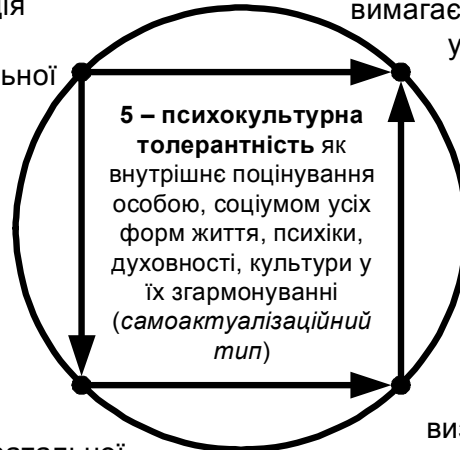 вимагає
5 – психокультурна
толерантність як
внутрішнє поцінування
особою, соціумом усіх
форм життя, психіки,
духовності, культури у
їх згармонуванні
(самоактуалізаційний
тип)